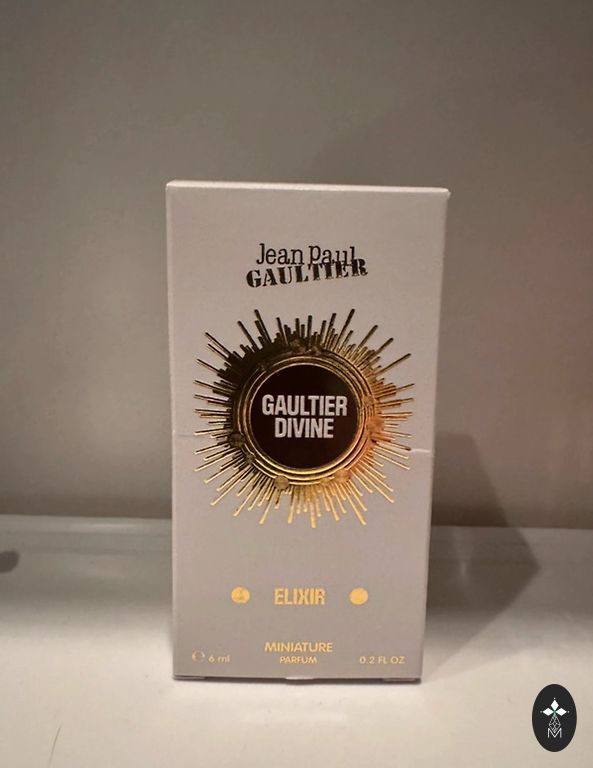 Jean Paul
GAULTIER
GAULTIER
DIVINE
ELIXIR
MINIATURE
℮ 6 ml PARFUM 0.2 FL OZ
M